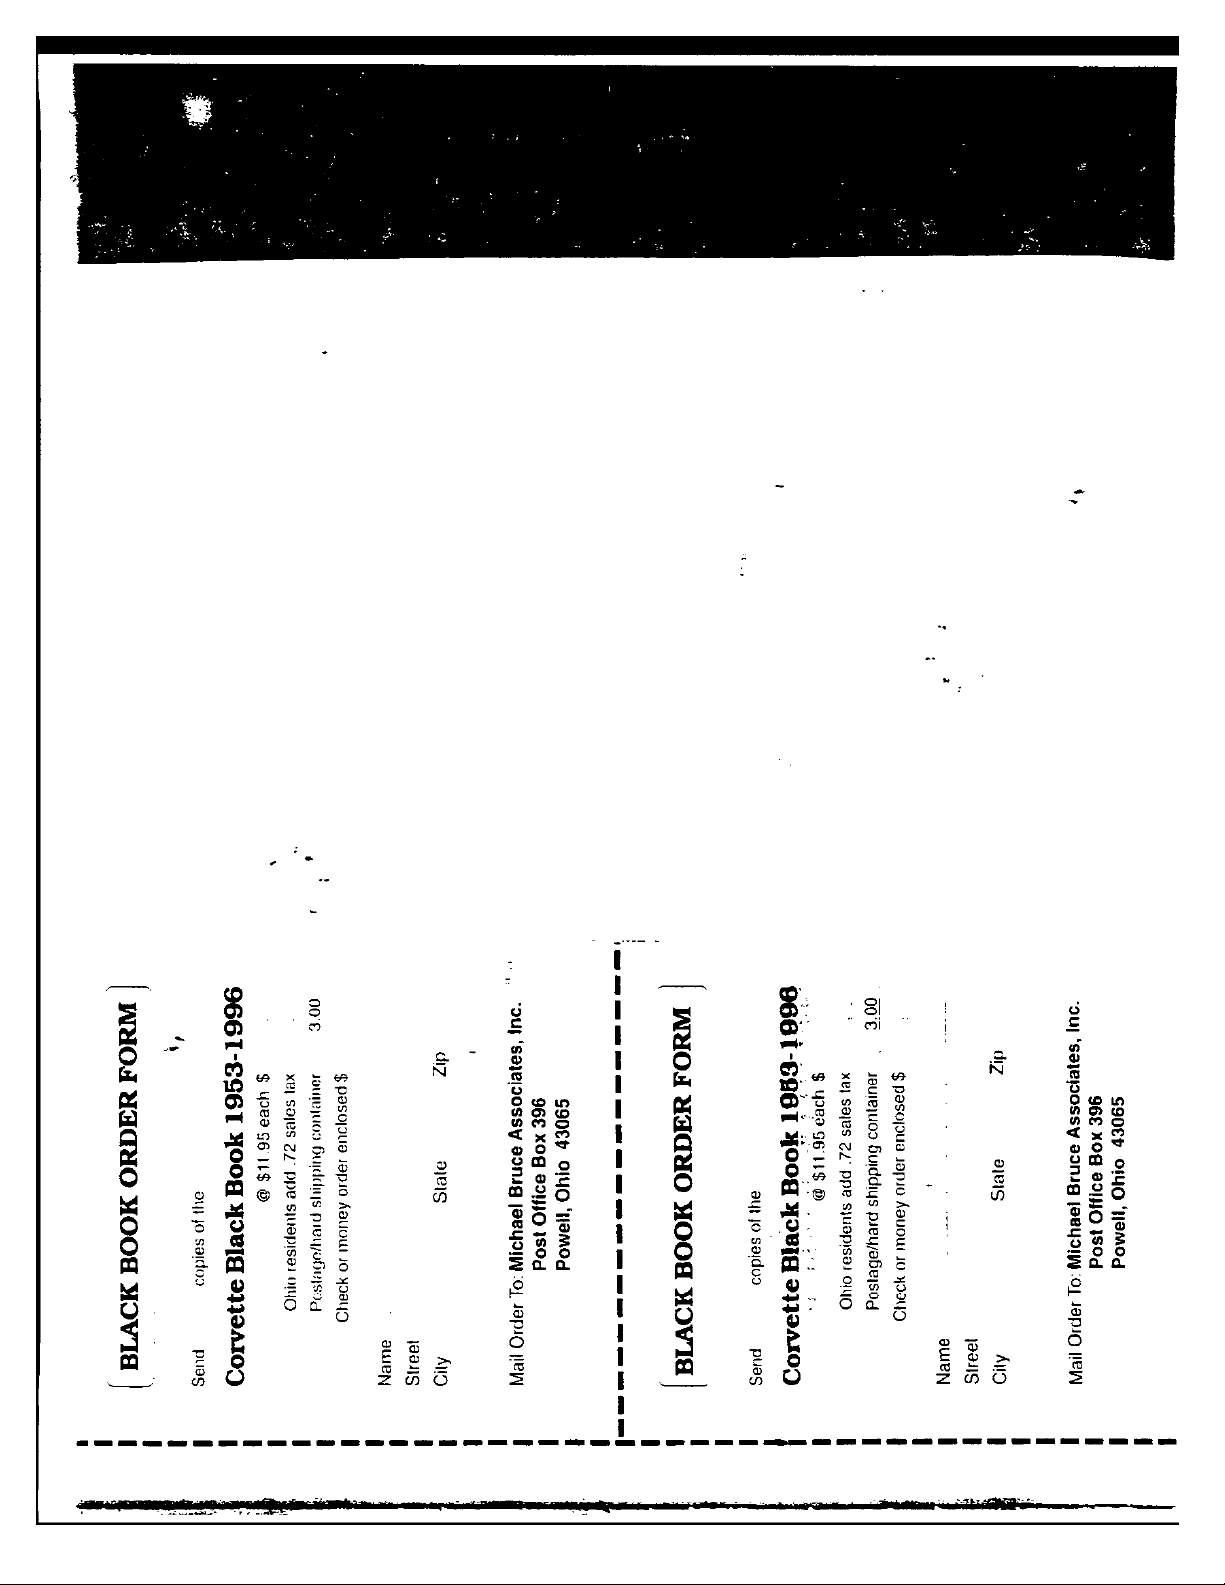 BLACK BOOK ORDER FORM
Send copies of the
Corvette Black Book 1953-1996
@ $11.95 each $
Ohio residents add .72 sales tax
Postage/hard shipping container 3.00
Check or money order enclosed $
Name
Street
City State Zip
Mail Order To: Michael Bruce Associates, Inc.
Post Office Box 396
Powell, Ohio 43065
BLACK BOOK ORDER FORM
Send copies of the
Corvette Black Book 1953-1996
@ $11.95 each $
Ohio residents add .72 sales tax
Postage/hard shipping container 3.00
Check or money order enclosed $
Name
Street
City State Zip
Mail Order To: Michael Bruce Associates, Inc.
Post Office Box 396
Powell, Ohio 43065